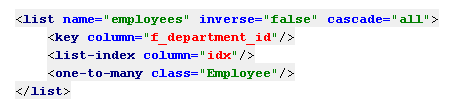 <list name="employees" inverse="false" cascade="all">
<key column="f_department_id"/>
<list-index column="idx"/>
<one-to-many class="Employee"/>
</list>